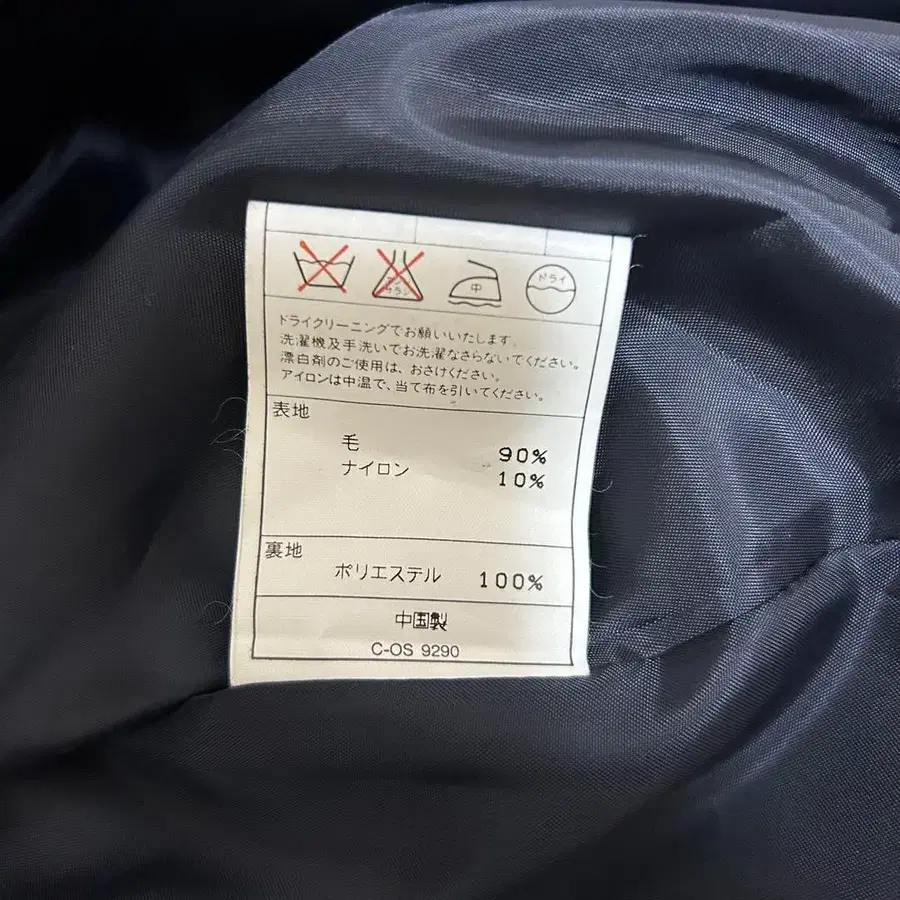 中 ドライ
ドライクリーニングでお願いいたします。
洗濯機及手洗いでお洗濯なさらないでください。
漂白剤のご使用は、おさけください。
アイロンは中温で、当て布を引いてください。
表地
毛 90%
ナイロン 10%
裏地
ポリエステル 100%
中国製
C-OS 9290